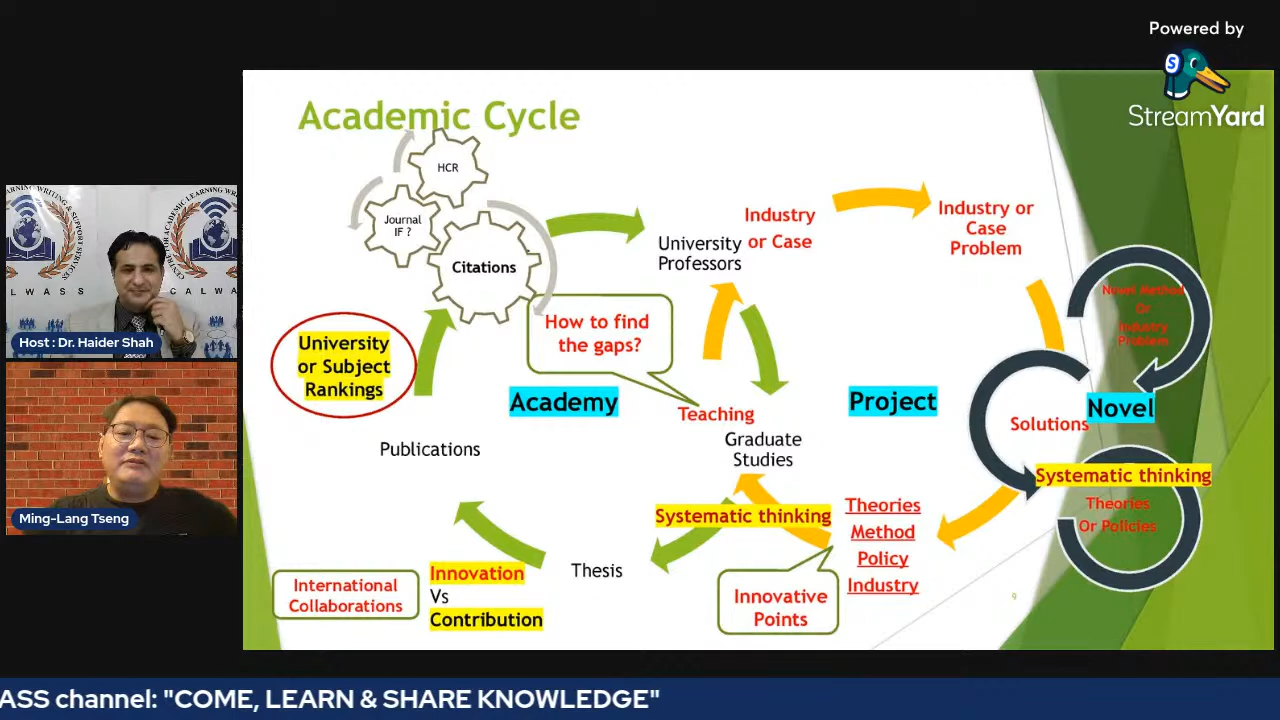 Powered by
StreamYard
Academic Cycle
HCR
Journal
IF ?
Citations
University
Professors
Industry
or Case
Industry or
Case
Problem
Novel Method
Or
Industry
Problem
How to find
the gaps?
University
or Subject
Rankings
Academy
Project
Novel
Teaching
Solutions
Publications
Graduate
Studies
Systematic thinking
Theories
Or Policies
Systematic thinking
Theories
Method
Policy
Industry
Thesis
Innovation
Vs
Contribution
International
Collaborations
Innovative
Points
9
Host : Dr. Haider Shah
Ming-Lang Tseng
ASS channel: "COME, LEARN & SHARE KNOWLEDGE"